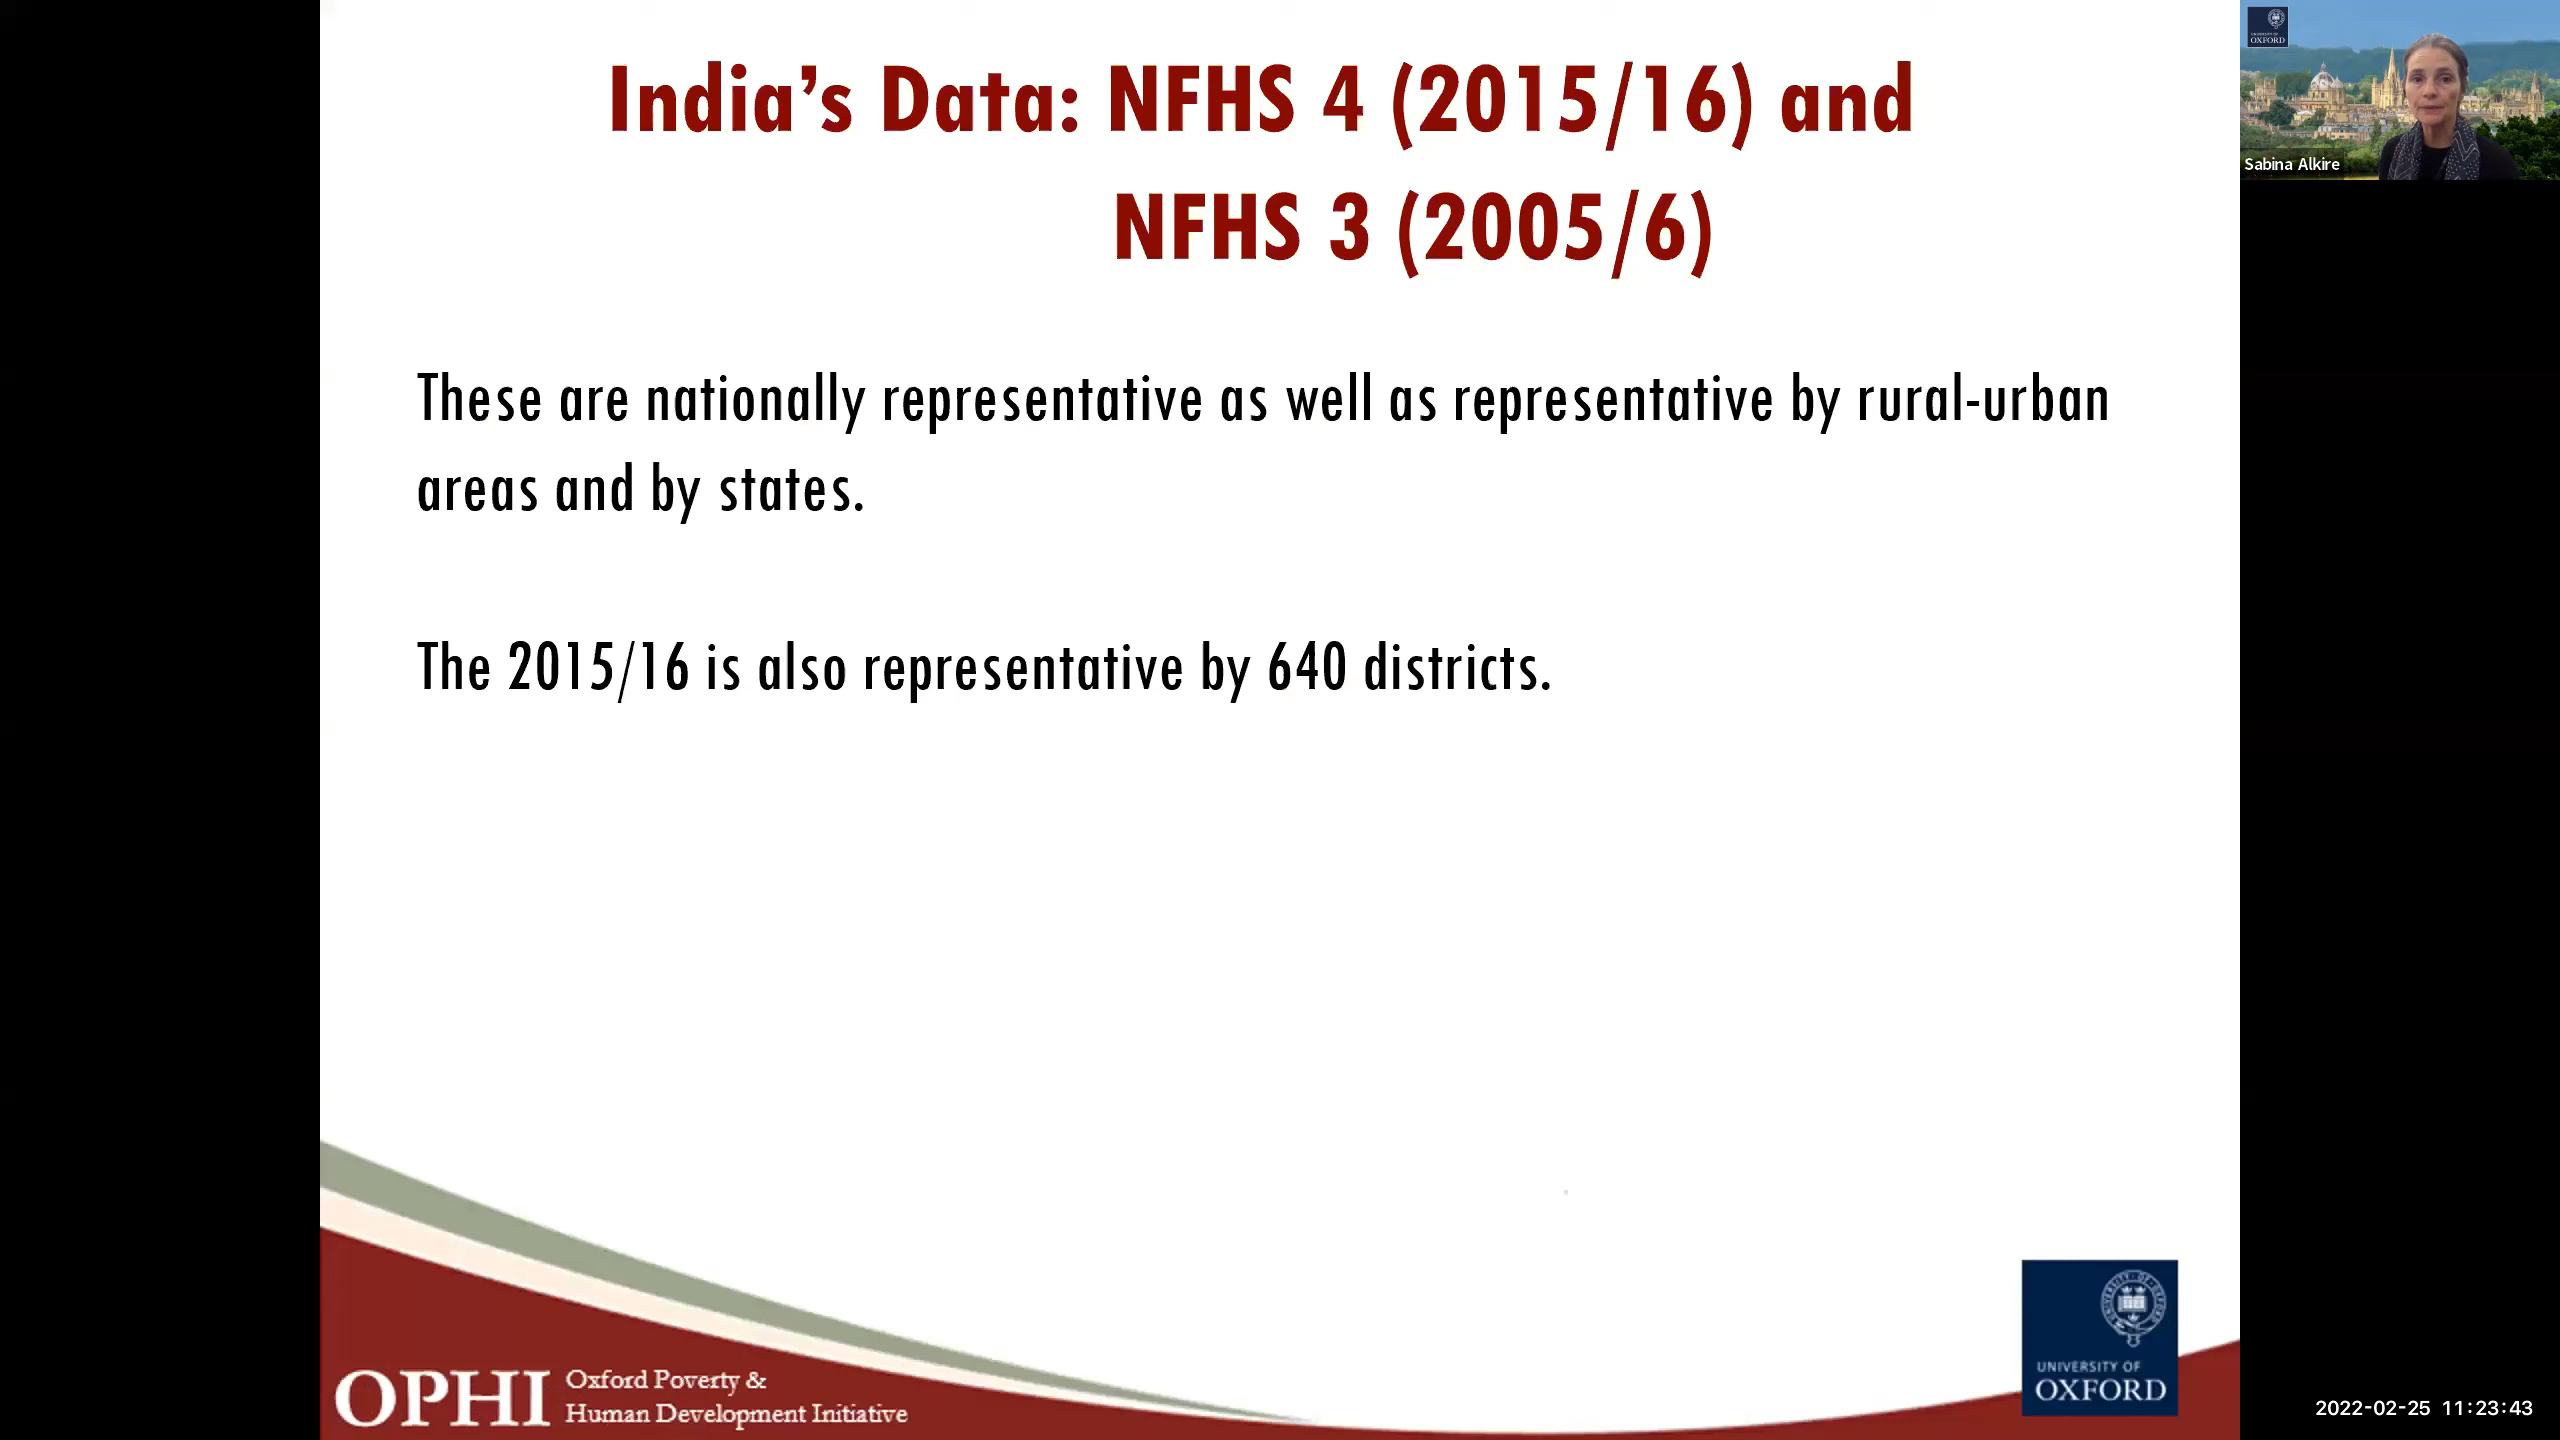 India’s Data: NFHS 4 (2015/16) and
NFHS 3 (2005/6)
These are nationally representative as well as representative by rural-urban
areas and by states.
The 2015/16 is also representative by 640 districts.
OPHI
Oxford Poverty &
Human Development Initiative
UNIVERSITY OF
OXFORD
OXFORD
Sabina Alkire
2022-02-25 11:23:43